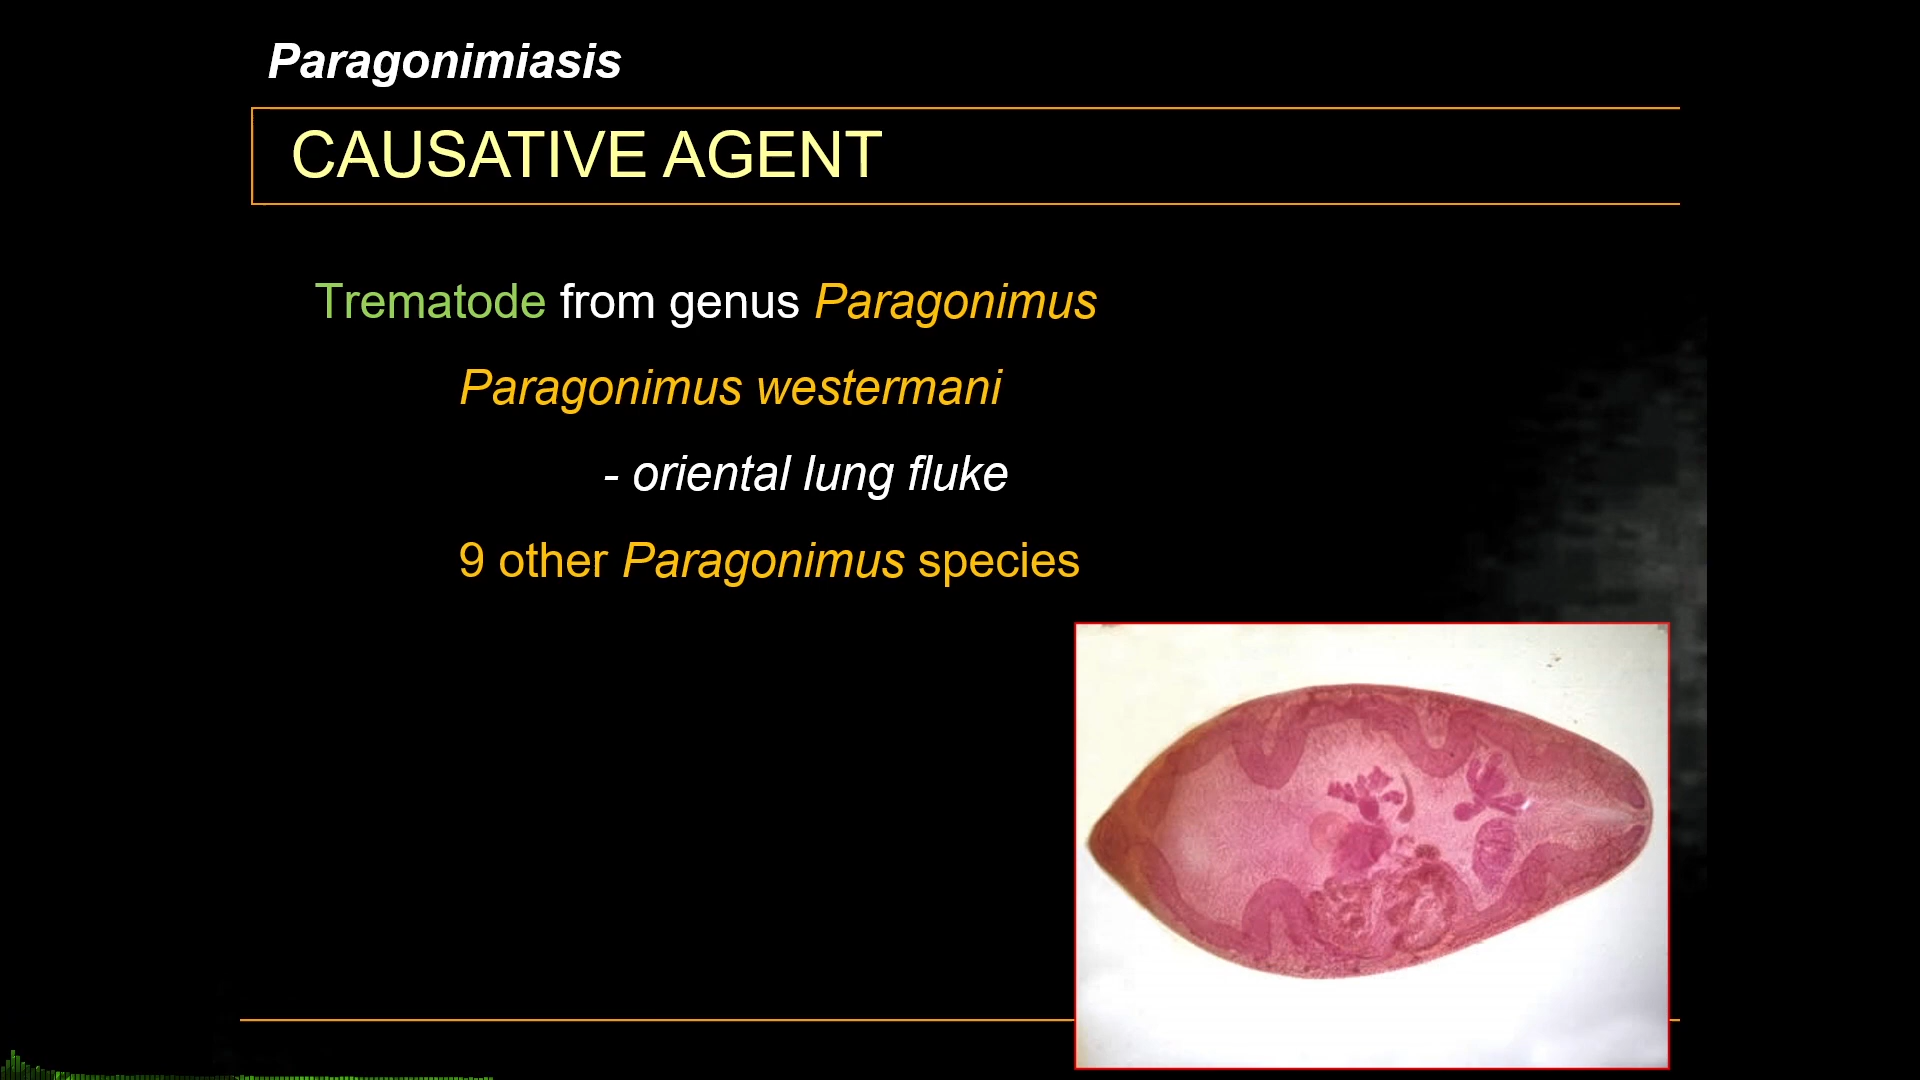 Paragonimiasis
CAUSATIVE AGENT
Trematode from genus Paragonimus
Paragonimus westermani
- oriental lung fluke
9 other Paragonimus species